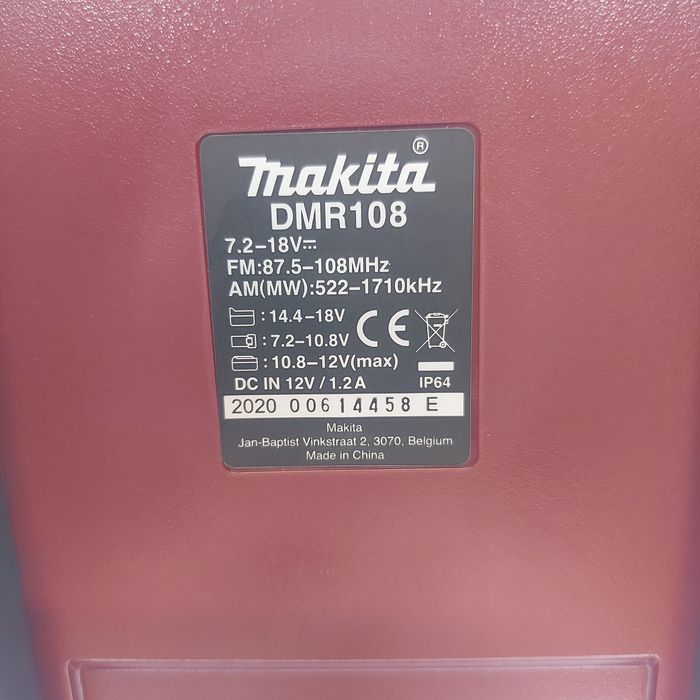 makita®
DMR108
7.2–18V⎓
FM:87.5–108MHz
AM(MW):522–1710kHz
:14.4–18V
:7.2–10.8V
CE
:10.8–12V(max)
DC IN 12V/1.2A IP64
2020 00614458 E
Makita
Jan-Baptist Vinkstraat 2, 3070, Belgium
Made in China